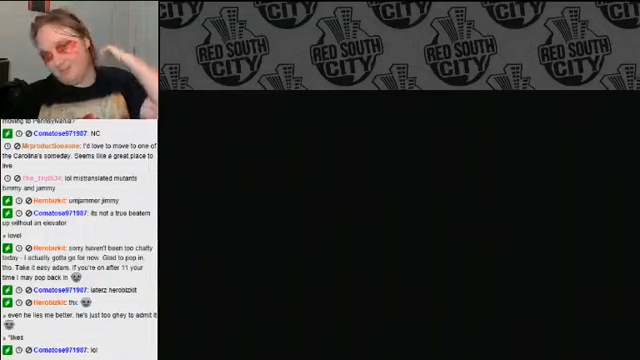 RED SOUTH CITY
RED SOUTH CITY
RED SOUTH CITY
RED SOUTH CITY
moving to Pennsylvania?
Comatose971987: NC
Mrproductionsone: I'd love to move to one of
the Carolina's someday. Seems like a great place to
live
The_Truth34: lol mistranslated mutants
bimmy and jammy
Herobizkit: umjammer jimmy
Comatose971987: its not a true beatem
up without an elevator
level
Herobizkit: sorry haven't been too chatty
today - I actually gotta go for now. Glad to pop in,
tho. Take it easy adam. If you're on after 11 your
time I may pop back in
Comatose971987: laterz herobizkit
Herobizkit: thx
even he lies me better. he's just too ghey to admit it
*likes
Comatose971987: lol